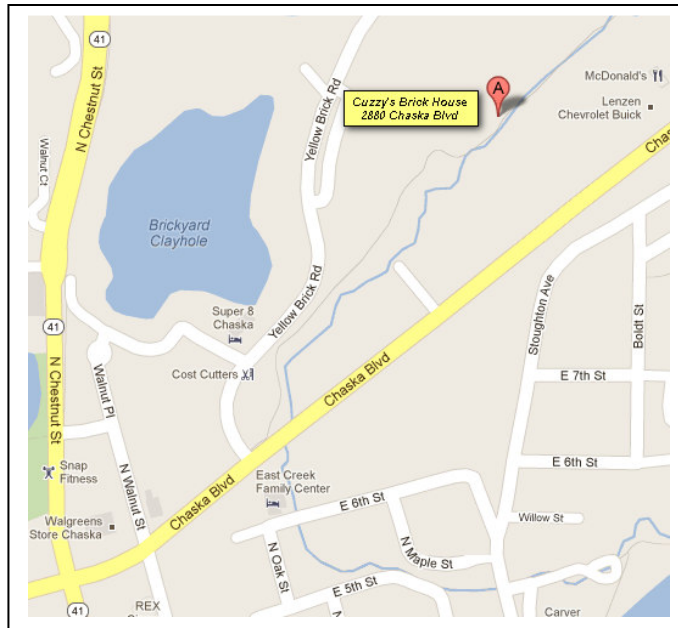 41
N Chestnut St
Walnut Ct
Yellow Brick Rd
Cuzzy's Brick House
2880 Chaska Blvd
A
McDonald's
Lenzen
Chevrolet Buick
Chas
Brickyard
Clayhole
Super 8
Chaska
Yellow Brick Rd
Cost Cutters
41
N Chestnut St
Walnut Pl
Chaska Blvd
Stoughton Ave
Boldt St
E 7th St
E 6th St
Willow St
Snap
Fitness
N Walnut St
Chaska Blvd
East Creek
Family Center
E 6th St
N Maple St
N Oak St
E 5th St
Walgreens
Store Chaska
41
REX
N
Carver